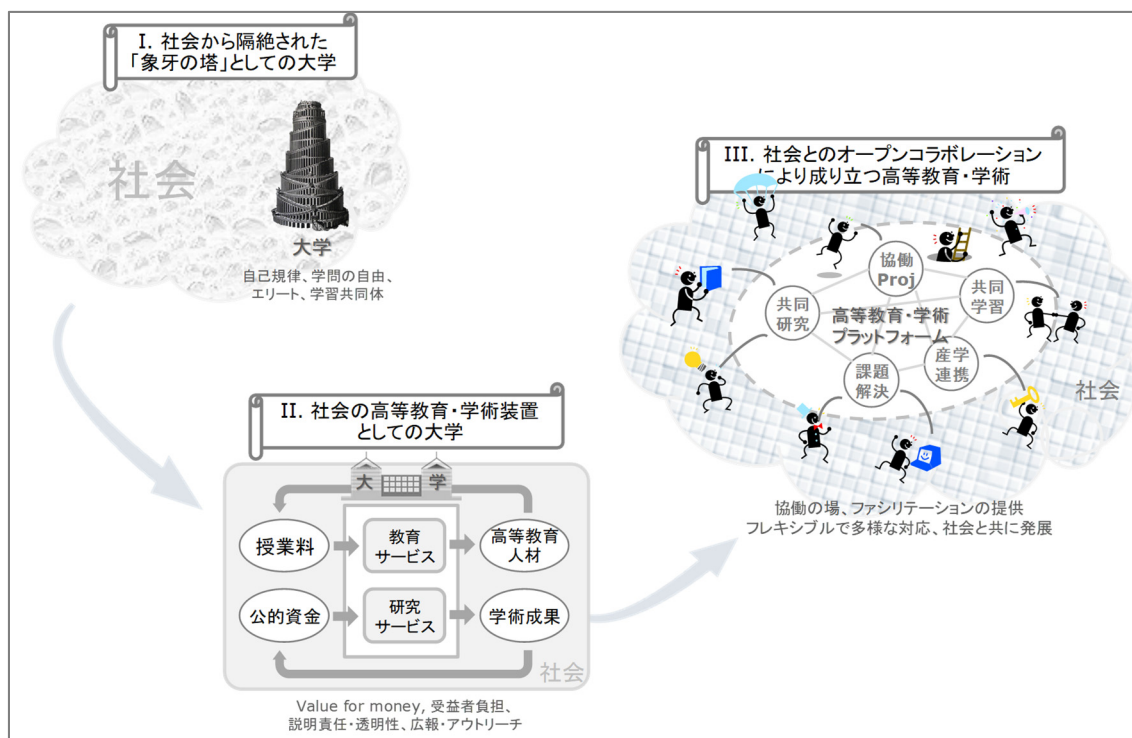 I. 社会から隔絶された
「象牙の塔」としての大学
社会
大学
自己規律、学問の自由、
エリート、学習共同体
II. 社会の高等教育・学術装置
としての大学
大 学
授業料
教育
サービス
高等教育
人材
公的資金
研究
サービス
学術成果
社会
Value for money, 受益者負担、
説明責任・透明性、広報・アウトリーチ
III. 社会とのオープンコラボレーション
により成り立つ高等教育・学術
協働
Proj
共同
学習
共同
研究
高等教育・学術
プラットフォーム
産学
連携
課題
解決
社会
協働の場、ファシリテーションの提供
フレキシブルで多様な対応、社会と共に発展